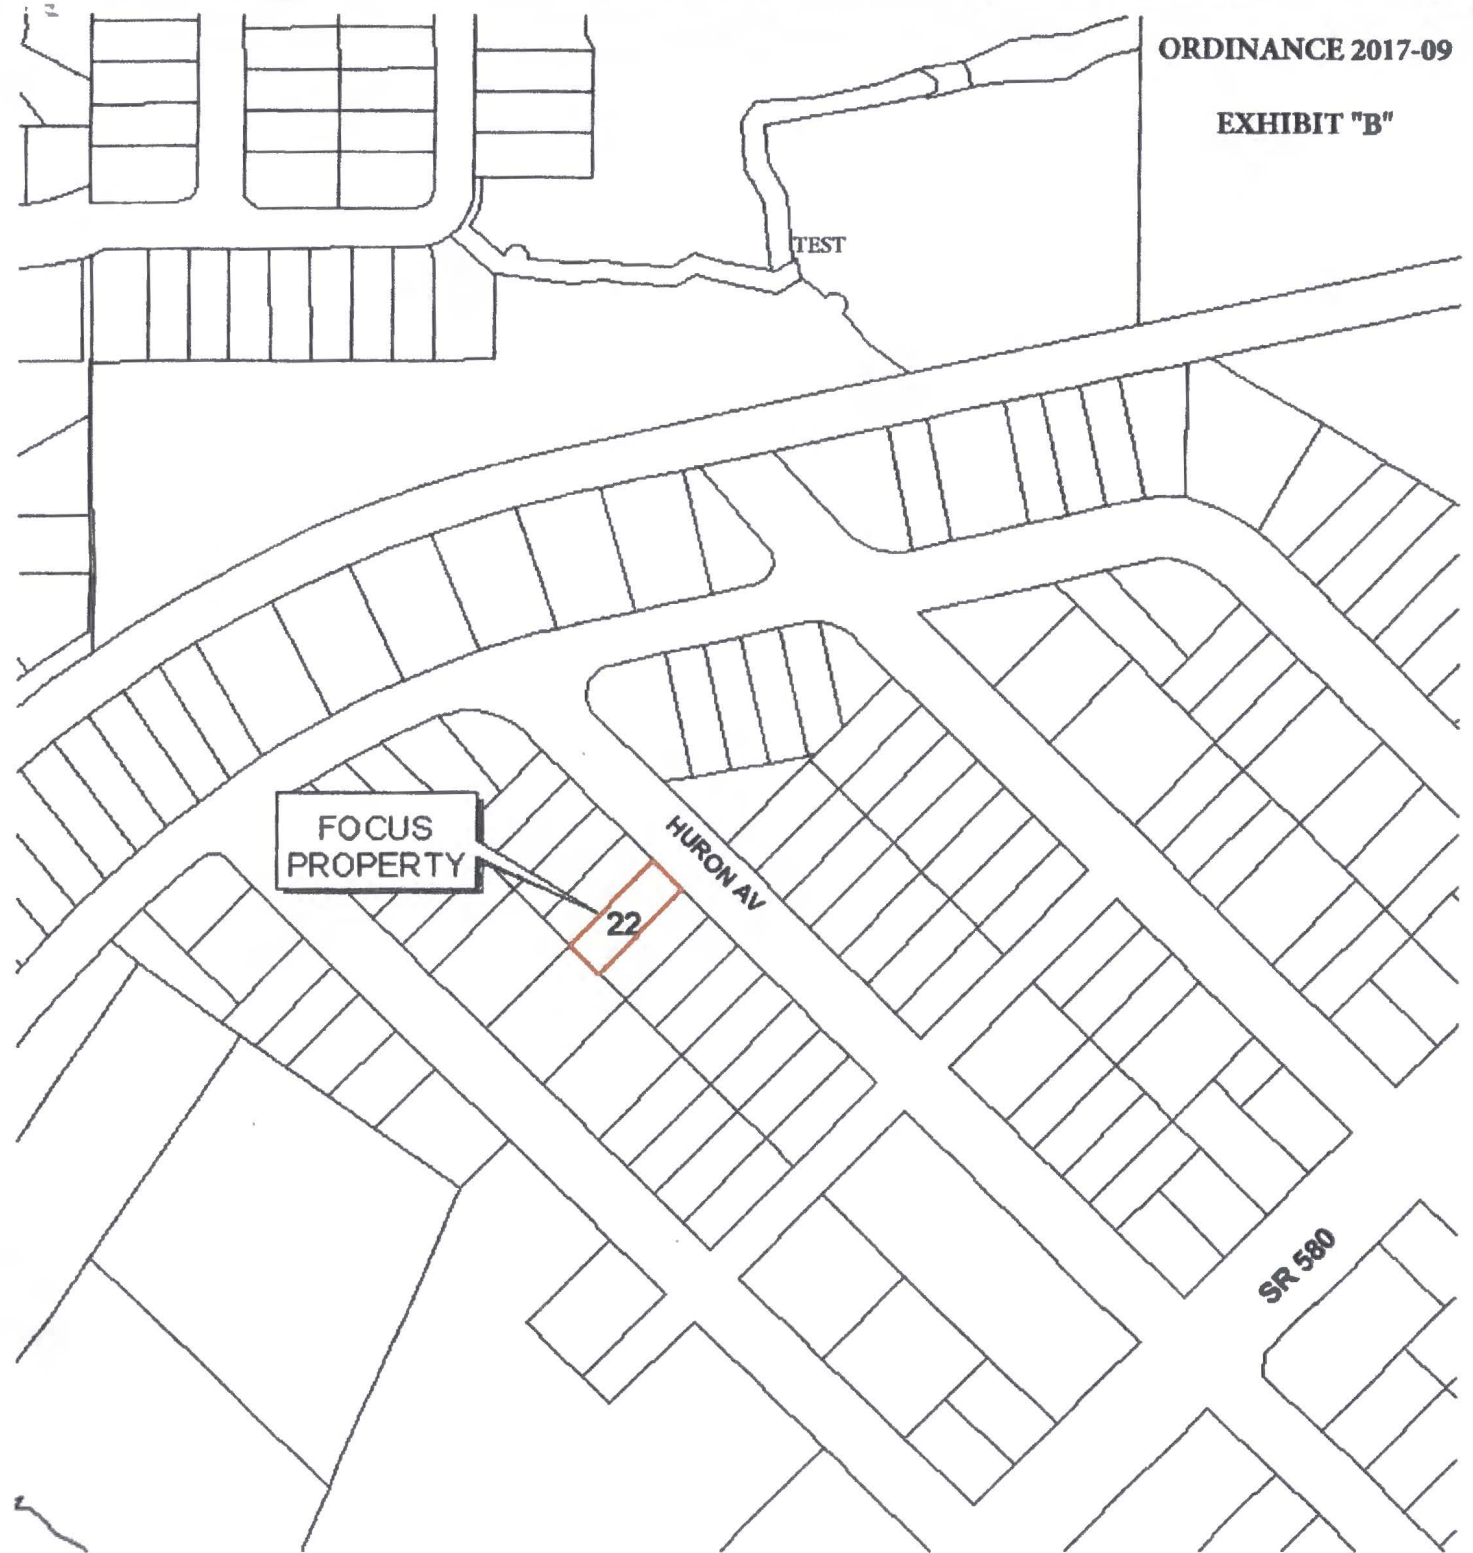 ORDINANCE 2017-09
EXHIBIT "B"
TEST
FOCUS
PROPERTY
HURON AV
22
SR 580